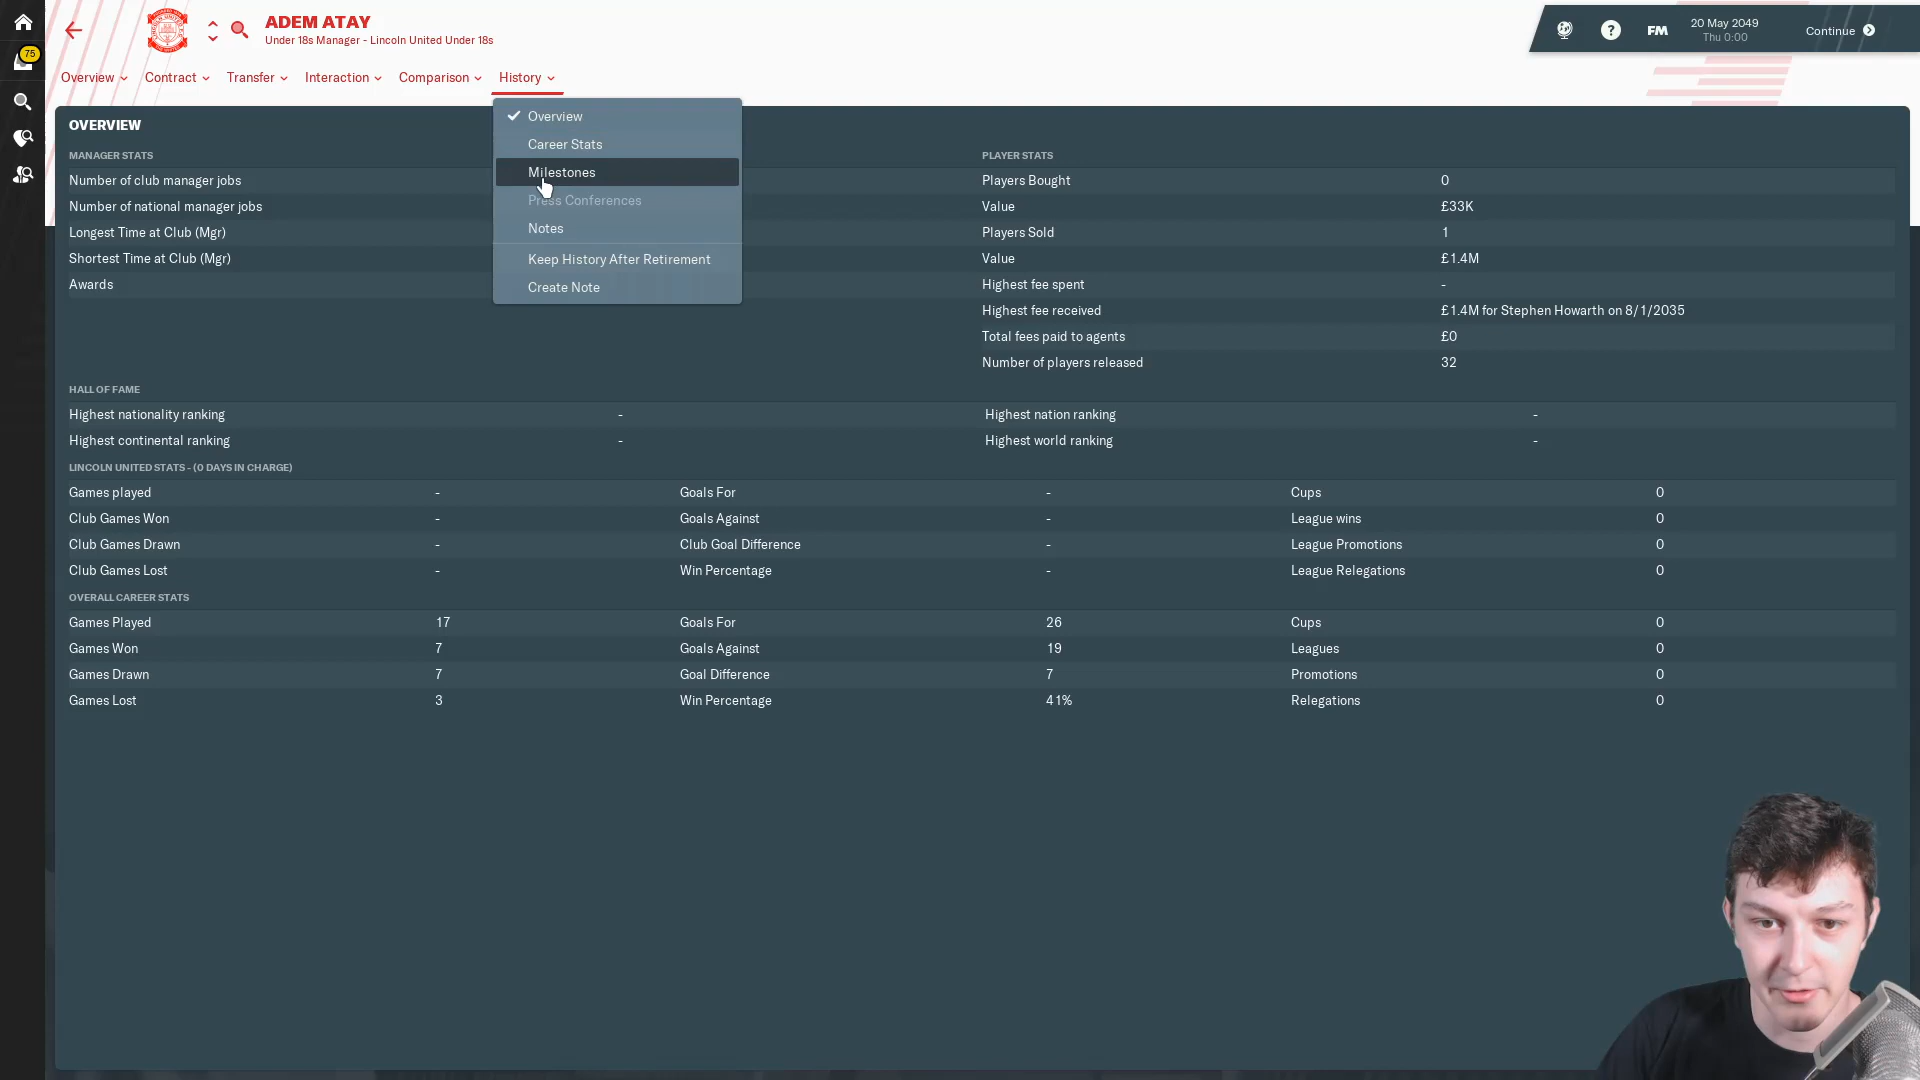 75
ADEM ATAY
Under 18s Manager - Lincoln United Under 18s
FM
20 May 2049
Thu 0:00
Continue
Overview
Contract
Transfer
Interaction
Comparison
History
Overview
Career Stats
Milestones
Press Conferences
Notes
Keep History After Retirement
Create Note
OVERVIEW
MANAGER STATS
Number of club manager jobs
Number of national manager jobs
Longest Time at Club (Mgr)
Shortest Time at Club (Mgr)
Awards
PLAYER STATS
Players Bought 0
Value £33K
Players Sold 1
Value £1.4M
Highest fee spent -
Highest fee received £1.4M for Stephen Howarth on 8/1/2035
Total fees paid to agents £0
Number of players released 32
HALL OF FAME
Highest nationality ranking - Highest nation ranking -
Highest continental ranking - Highest world ranking -
LINCOLN UNITED STATS - (0 DAYS IN CHARGE)
Games played - Goals For - Cups 0
Club Games Won - Goals Against - League wins 0
Club Games Drawn - Club Goal Difference - League Promotions 0
Club Games Lost - Win Percentage - League Relegations 0
OVERALL CAREER STATS
Games Played 17 Goals For 26 Cups 0
Games Won 7 Goals Against 19 Leagues 0
Games Drawn 7 Goal Difference 7 Promotions 0
Games Lost 3 Win Percentage 41% Relegations 0